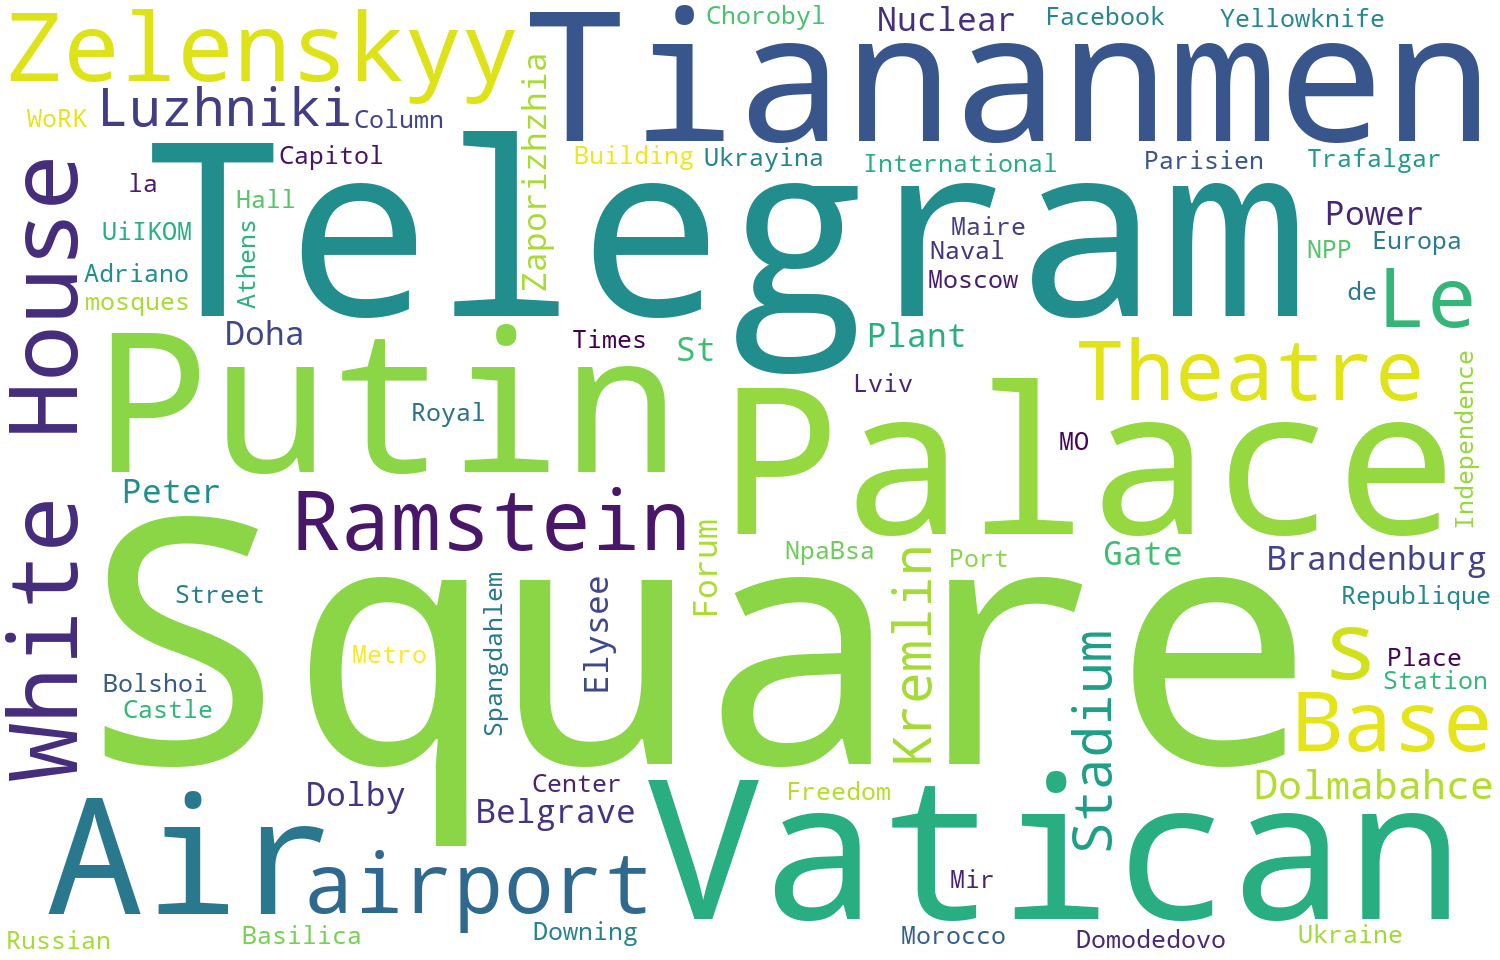 Zelenskyy
Tiananmen
Chorobyl
Nuclear
Facebook
Yellowknife
WoRK
Luzhniki
Column
Zaporizhzhia
Capitol
Building
Ukrayina
International
Parisien
Trafalgar
la
Hall
Telegram
Maire
Power
UiIKOM
Athens
Naval
NPP
Europa
Adriano
Moscow
mosques
de
Le
White House
Doha
Times
St
Plant
Theatre
Putin
Royal
Lviv
Palace
MO
Independence
Peter
Ramstein
Forum
NpaBsa
Kremlin
Port
Gate
Brandenburg
Square
Street
Spangdahlem
Elysee
Republique
Metro
Stadium
s
Place
Bolshoi
Station
Castle
Base
Dolby
Center
Belgrave
Freedom
Dolmabahce
Air
airport
Vatican
Mir
Russian
Basilica
Downing
Morocco
Domodedovo
Ukraine